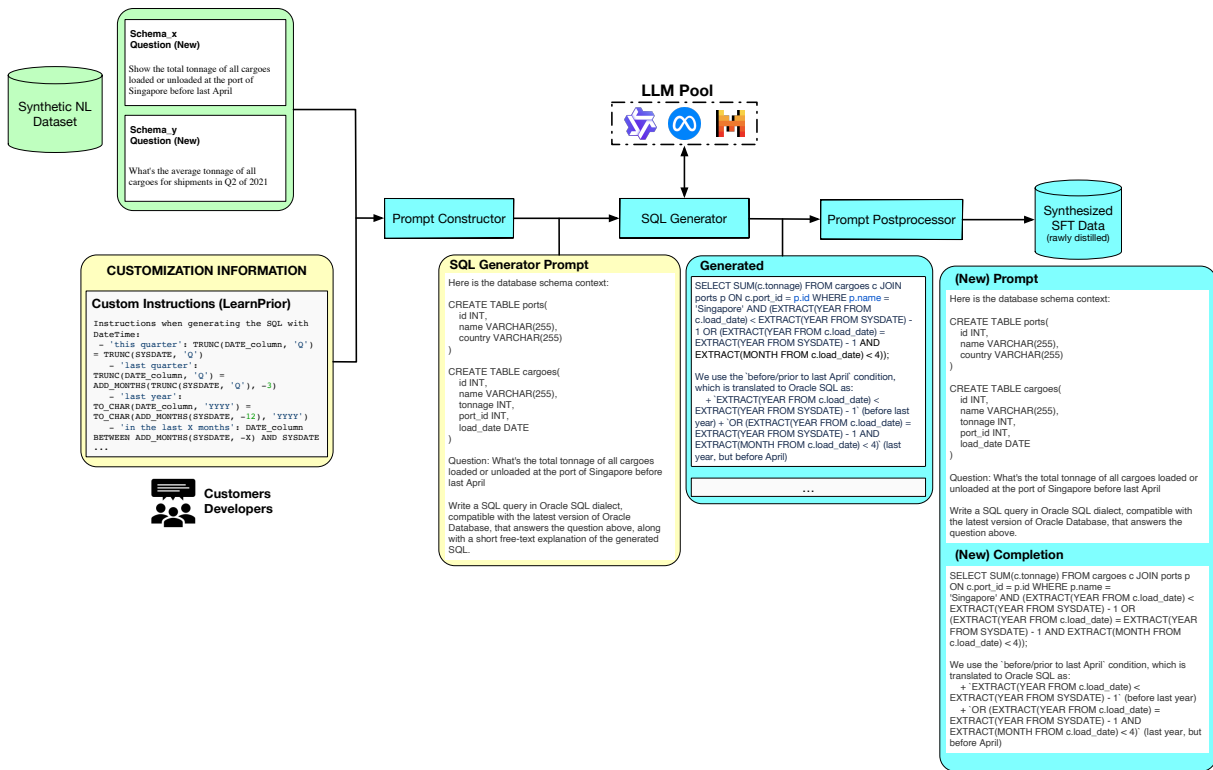 Synthetic NL
Dataset
Schema_x
Question (New)
Show the total tonnage of all cargoes
loaded or unloaded at the port of
Singapore before last April
Schema_y
Question (New)
What's the average tonnage of all
cargoes for shipments in Q2 of 2021
LLM Pool
Prompt Constructor
SQL Generator
Prompt Postprocessor
Synthesized
SFT Data
(rawly distilled)
CUSTOMIZATION INFORMATION
Custom Instructions (LearnPrior)
Instructions when generating the SQL with
DateTime:
- 'this quarter': TRUNC(DATE_column, 'Q')
= TRUNC(SYSDATE, 'Q')
- 'last quarter':
TRUNC(DATE_column, 'Q') =
ADD_MONTHS(TRUNC(SYSDATE, 'Q'), -3)
- 'last year':
TO_CHAR(DATE_column, 'YYYY') =
TO_CHAR(ADD_MONTHS(SYSDATE, -12), 'YYYY')
- 'in the last X months': DATE_column
BETWEEN ADD_MONTHS(SYSDATE, -X) AND SYSDATE
...
Customers
Developers
SQL Generator Prompt
Here is the database schema context:
CREATE TABLE ports(
id INT,
name VARCHAR(255),
country VARCHAR(255)
)
CREATE TABLE cargoes(
id INT,
name VARCHAR(255),
tonnage INT,
port_id INT,
load_date DATE
)
Question: What's the total tonnage of all cargoes
loaded or unloaded at the port of Singapore before
last April
Write a SQL query in Oracle SQL dialect,
compatible with the latest version of Oracle
Database, that answers the question above, along
with a short free-text explanation of the generated
SQL.
Generated
SELECT SUM(c.tonnage) FROM cargoes c JOIN
ports p ON c.port_id = p.id WHERE p.name =
'Singapore' AND (EXTRACT(YEAR FROM
c.load_date) < EXTRACT(YEAR FROM SYSDATE) -
1 OR (EXTRACT(YEAR FROM c.load_date) =
EXTRACT(YEAR FROM SYSDATE) - 1 AND
EXTRACT(MONTH FROM c.load_date) < 4));
We use the `before/prior to last April` condition,
which is translated to Oracle SQL as:
+ `EXTRACT(YEAR FROM c.load_date) <
EXTRACT(YEAR FROM SYSDATE) - 1` (before last
year) + `OR (EXTRACT(YEAR FROM c.load_date) =
EXTRACT(YEAR FROM SYSDATE) - 1 AND
EXTRACT(MONTH FROM c.load_date) < 4)` (last
year, but before April)
...
(New) Prompt
Here is the database schema context:
CREATE TABLE ports(
id INT,
name VARCHAR(255),
country VARCHAR(255)
)
CREATE TABLE cargoes(
id INT,
name VARCHAR(255),
tonnage INT,
port_id INT,
load_date DATE
)
Question: What's the total tonnage of all cargoes loaded or
unloaded at the port of Singapore before last April
Write a SQL query in Oracle SQL dialect, compatible with
the latest version of Oracle Database, that answers the
question above.
(New) Completion
SELECT SUM(c.tonnage) FROM cargoes c JOIN ports p
ON c.port_id = p.id WHERE p.name =
'Singapore' AND (EXTRACT(YEAR FROM c.load_date) <
EXTRACT(YEAR FROM SYSDATE) - 1 OR
(EXTRACT(YEAR FROM c.load_date) = EXTRACT(YEAR
FROM SYSDATE) - 1 AND EXTRACT(MONTH FROM
c.load_date) < 4));
We use the `before/prior to last April` condition, which is
translated to Oracle SQL as:
+ `EXTRACT(YEAR FROM c.load_date) <
EXTRACT(YEAR FROM SYSDATE) - 1` (before last year)
+ `OR (EXTRACT(YEAR FROM c.load_date) =
EXTRACT(YEAR FROM SYSDATE) - 1 AND
EXTRACT(MONTH FROM c.load_date) < 4)` (last year, but
before April)